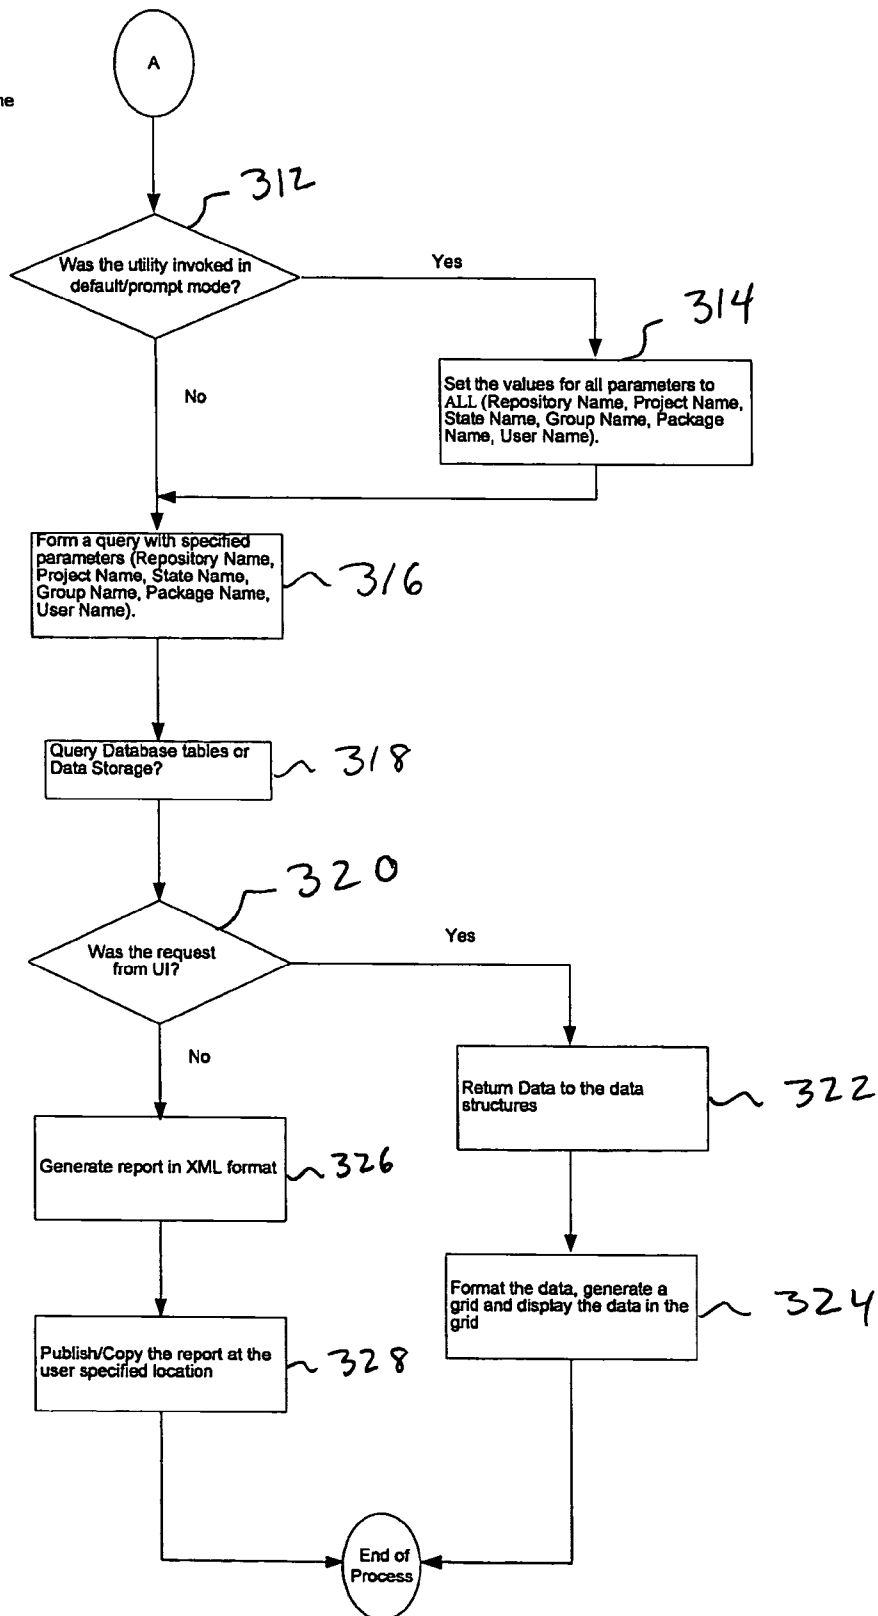 A
ne
312
Was the utility invoked in
default/prompt mode?
Yes
314
Set the values for all parameters to
ALL (Repository Name, Project Name,
State Name, Group Name, Package
Name, User Name).
No
Form a query with specified
parameters (Repository Name,
Project Name, State Name,
Group Name, Package Name,
User Name).
316
Query Database tables or
Data Storage?
318
320
Was the request
from UI?
Yes
No
Return Data to the data
structures
322
Generate report in XML format
326
Format the data, generate a
grid and display the data in the
grid
324
Publish/Copy the report at the
user specified location
328
End of
Process